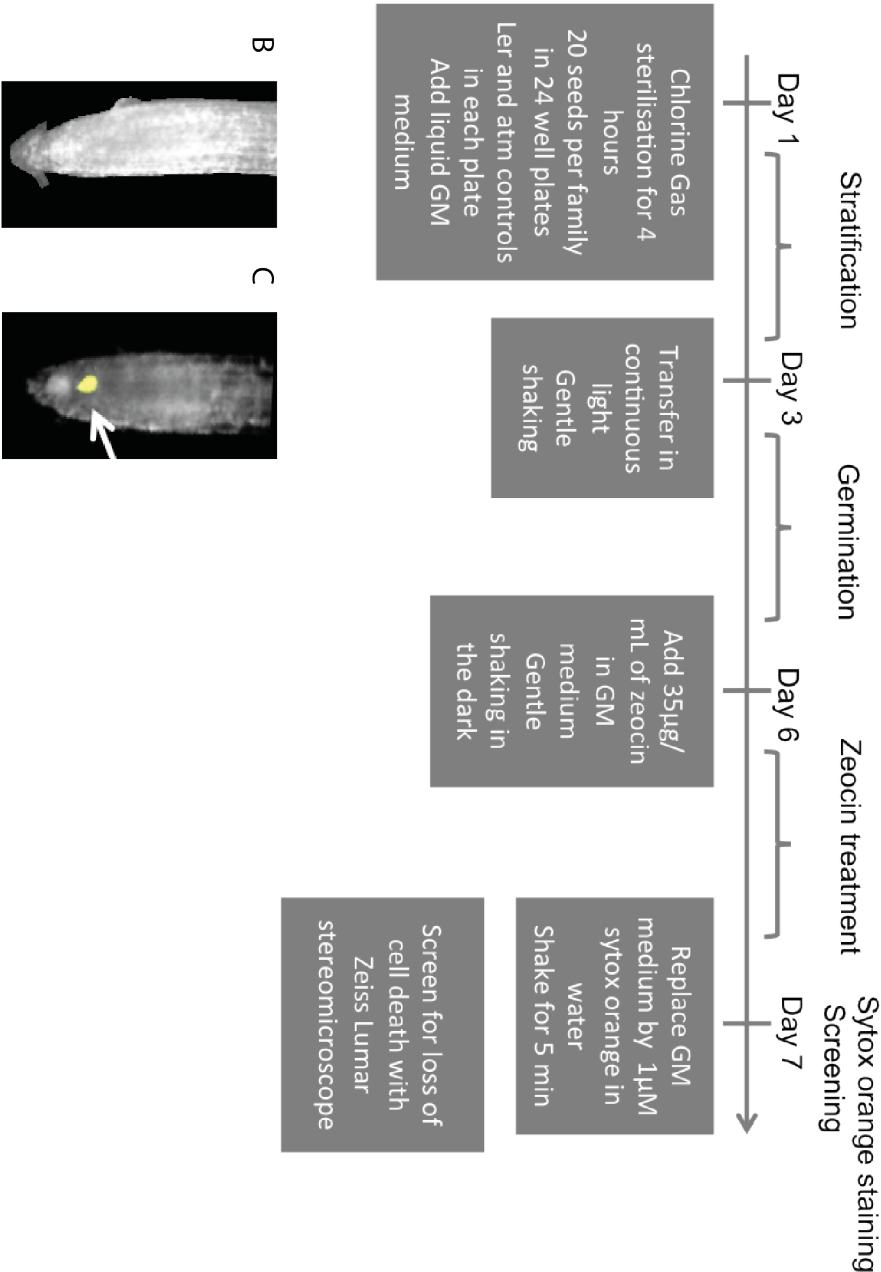 Stratification
Germination
Zeocin treatment
Sytox orange staining
Screening
Day 1
Day 3
Day 6
Day 7
Chlorine Gas
sterilisation for 4
hours
20 seeds per family
in 24 well plates
Ler and atm controls
in each plate
Add liquid GM
medium
Transfer in
continuous
light
Gentle
shaking
Add 35µg/
mL of zeocin
in GM
medium
Gentle
shaking in
the dark
Replace GM
medium by 1µM
sytox orange in
water
Shake for 5 min
Screen for loss of
cell death with
Zeiss Lumar
stereomicroscope
B
C